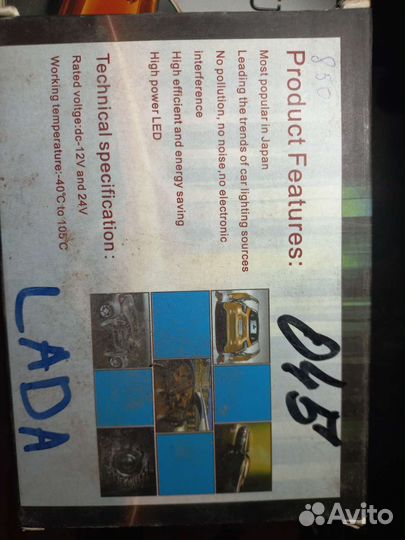 850
Product Features:
Most popular in Japan
Leading the trends of car lighting sources
No pollution, no noise,no electronic
interference
High efficient and energy saving
High power LED
Technical specification:
Rated voltge:dc-12V and 24V
Working temperature:-40℃ to 105℃
045
LADA
Avito